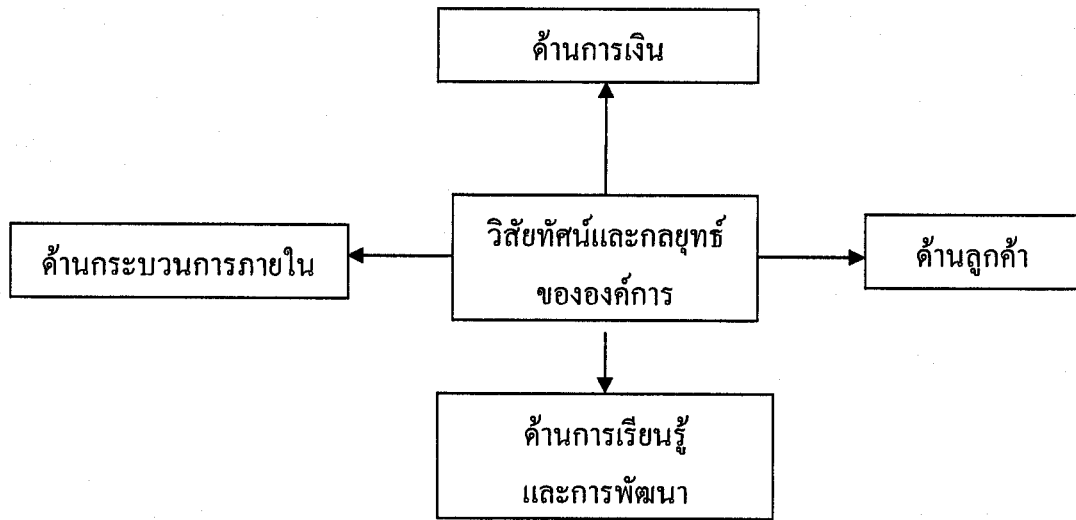 ด้านการเงิน
วิสัยทัศน์และกลยุทธ์
ขององค์การ
ด้านกระบวนการภายใน
ด้านลูกค้า
ด้านการเรียนรู้
และการพัฒนา